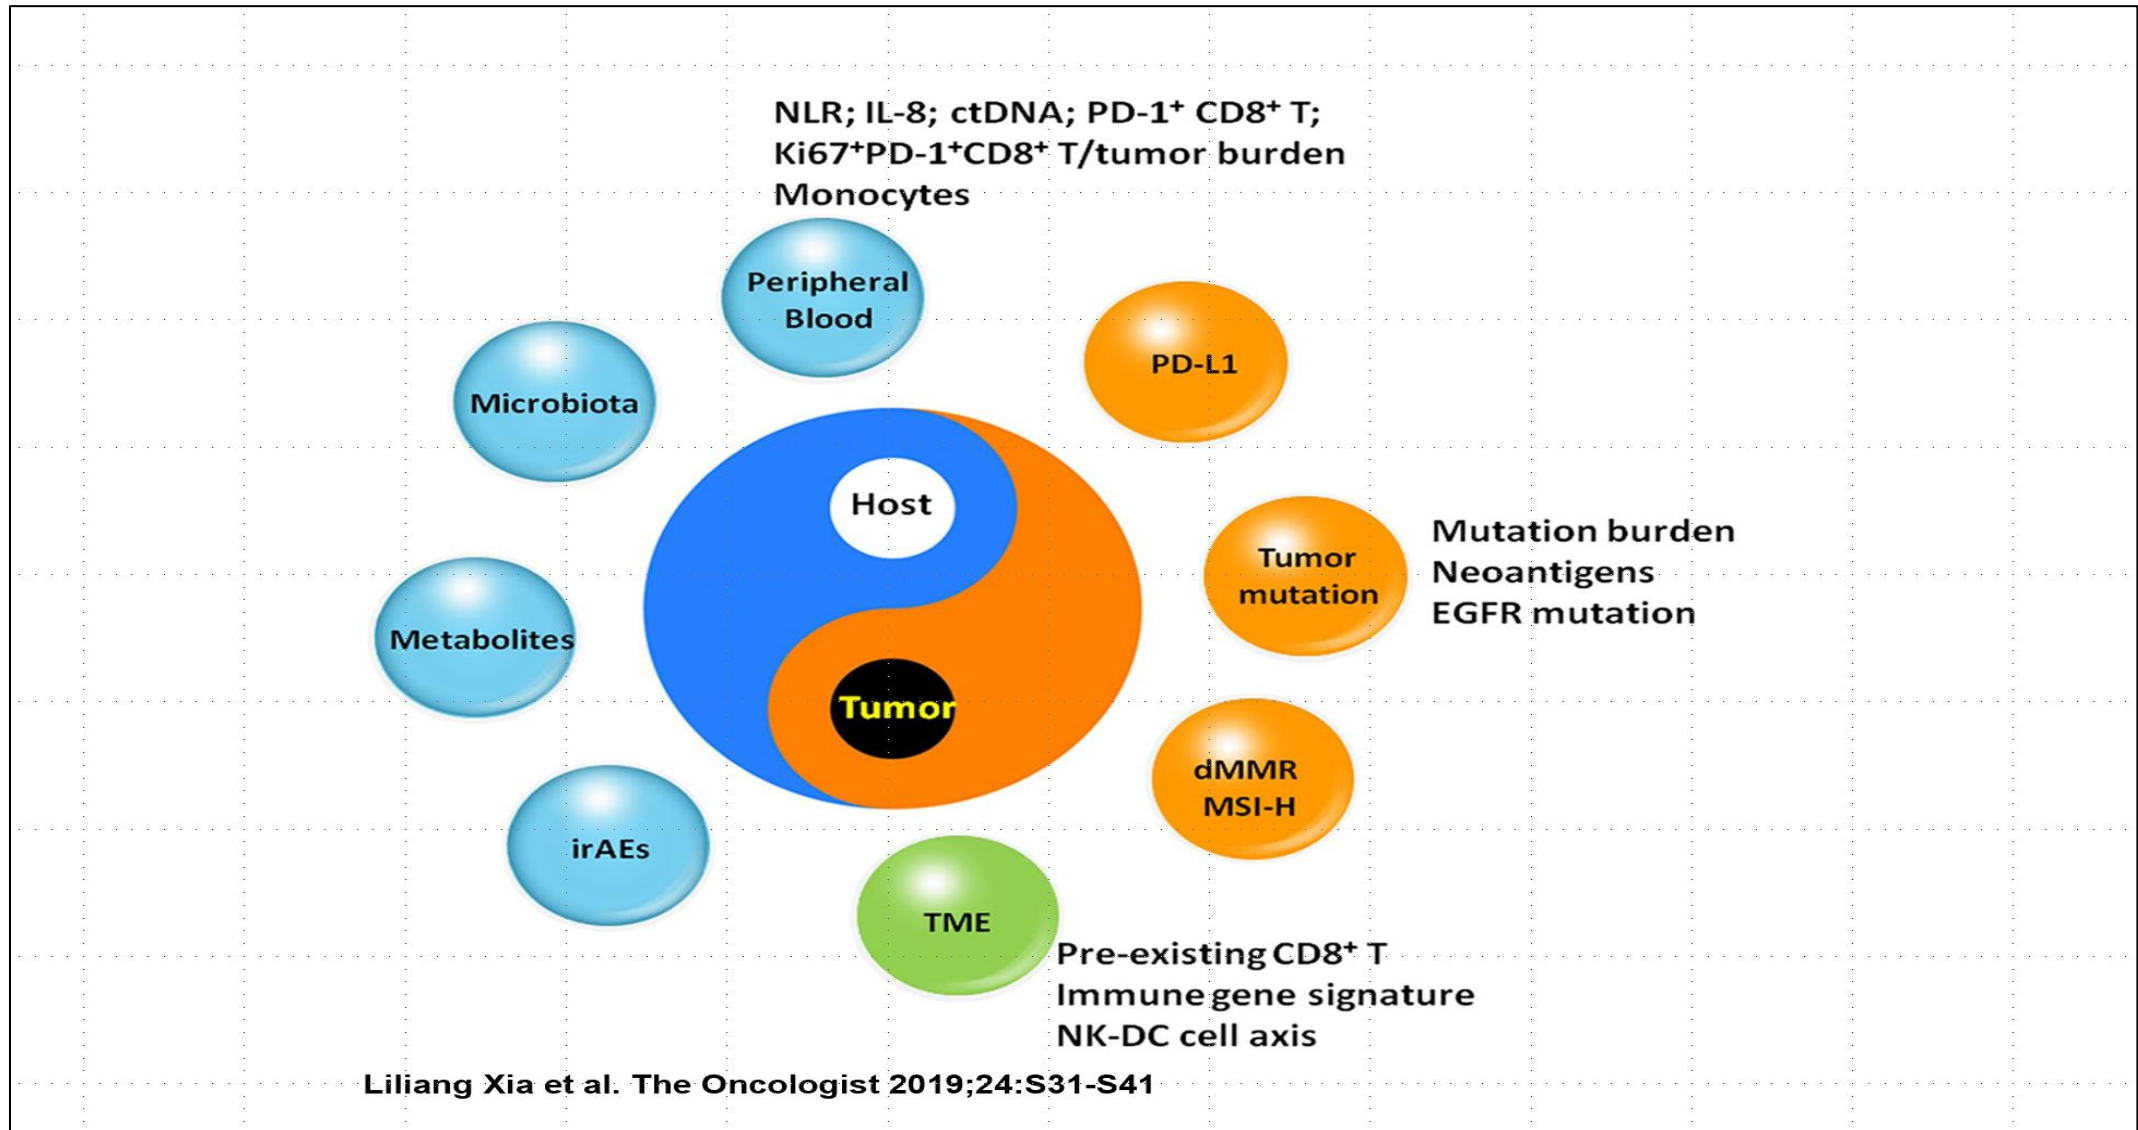 NLR; IL-8; ctDNA; PD-1⁺ CD8⁺ T;
Ki67⁺PD-1⁺CD8⁺ T/tumor burden
Monocytes
Peripheral
Blood
PD-L1
Microbiota
Host
Tumor
mutation
Mutation burden
Neoantigens
EGFR mutation
Metabolites
Tumor
dMMR
MSI-H
irAEs
TME
Pre-existing CD8⁺ T
Immune gene signature
NK-DC cell axis
Liliang Xia et al. The Oncologist 2019;24:S31-S41